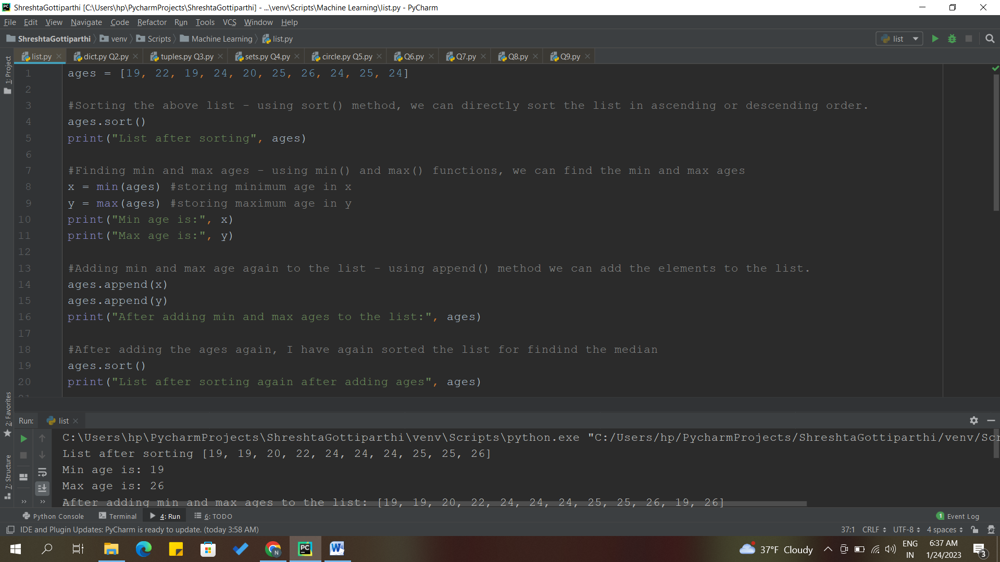 ShreshtaGottiparthi [C:\Users\hp\PycharmProjects\ShreshtaGottiparthi] - ...\venv\Scripts\Machine Learning\list.py - PyCharm
File Edit View Navigate Code Refactor Run Tools VCS Window Help
ShreshtaGottiparthi venv Scripts Machine Learning list.py list
list.py dict.py Q2.py tuples.py Q3.py sets.py Q4.py circle.py Q5.py Q6.py Q7.py Q8.py Q9.py
1: Project
1 ages = [19, 22, 19, 24, 20, 25, 26, 24, 25, 24]
2
3 #Sorting the above list - using sort() method, we can directly sort the list in ascending or descending order.
4 ages.sort()
5 print("List after sorting", ages)
6
7 #Finding min and max ages - using min() and max() functions, we can find the min and max ages
8 x = min(ages) #storing minimum age in x
9 y = max(ages) #storing maximum age in y
10 print("Min age is:", x)
11 print("Max age is:", y)
12
13 #Adding min and max age again to the list - using append() method we can add the elements to the list.
14 ages.append(x)
15 ages.append(y)
16 print("After adding min and max ages to the list:", ages)
17
18 #After adding the ages again, I have again sorted the list for findind the median
19 ages.sort()
20 print("List after sorting again after adding ages", ages)
2: Favorites
7: Structure
Run: list
C:\Users\hp\PycharmProjects\ShreshtaGottiparthi\venv\Scripts\python.exe "C:/Users/hp/PycharmProjects/ShreshtaGottiparthi/venv/Scr
List after sorting [19, 19, 20, 22, 24, 24, 24, 25, 25, 26]
Min age is: 19
Max age is: 26
After adding min and max ages to the list: [19, 19, 20, 22, 24, 24, 24, 25, 25, 26, 19, 26]
Python Console Terminal 4: Run 6: TODO 1 Event Log
IDE and Plugin Updates: PyCharm is ready to update. (today 3:58 AM) 37:1 CRLF UTF-8 4 spaces
37°F Cloudy ENG 6:37 AM
IN 1/24/2023 3